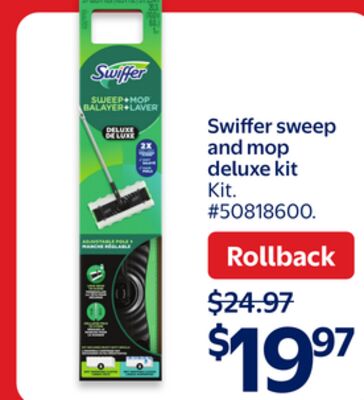 Swiffer
SWEEP+MOP
BALAYER+LAVER
DELUXE
DE LUXE
2X
ADJUSTABLE POLE
MANCHE RÉGLABLE
Swiffer sweep
and mop
deluxe kit
Kit.
#50818600.
Rollback
$24.97
$19.97